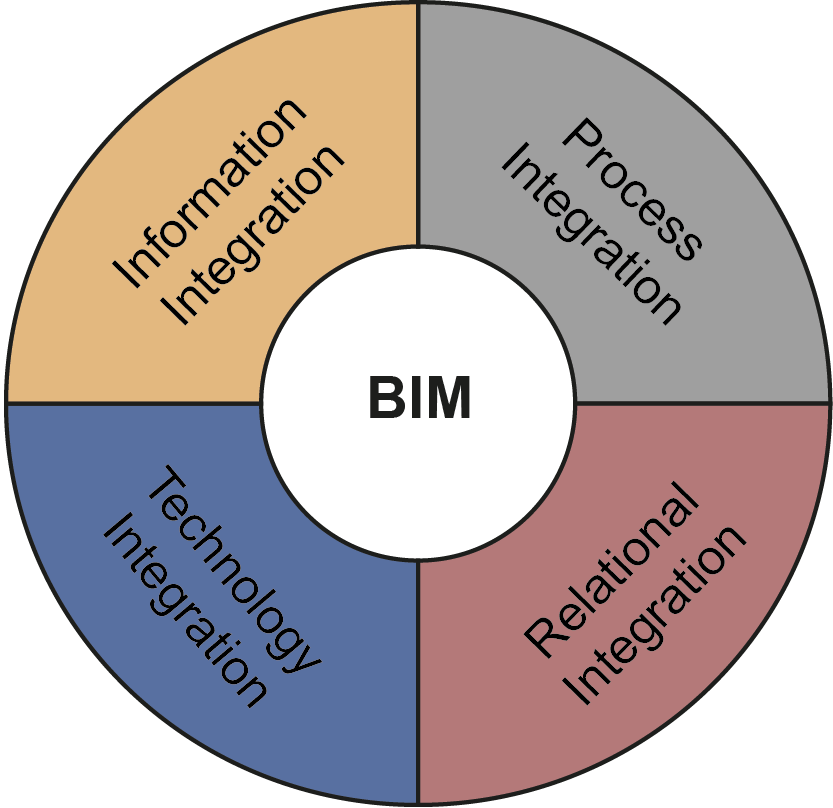 Information
Integration
Process
Integration
BIM
Technology
Integration
Relational
Integration